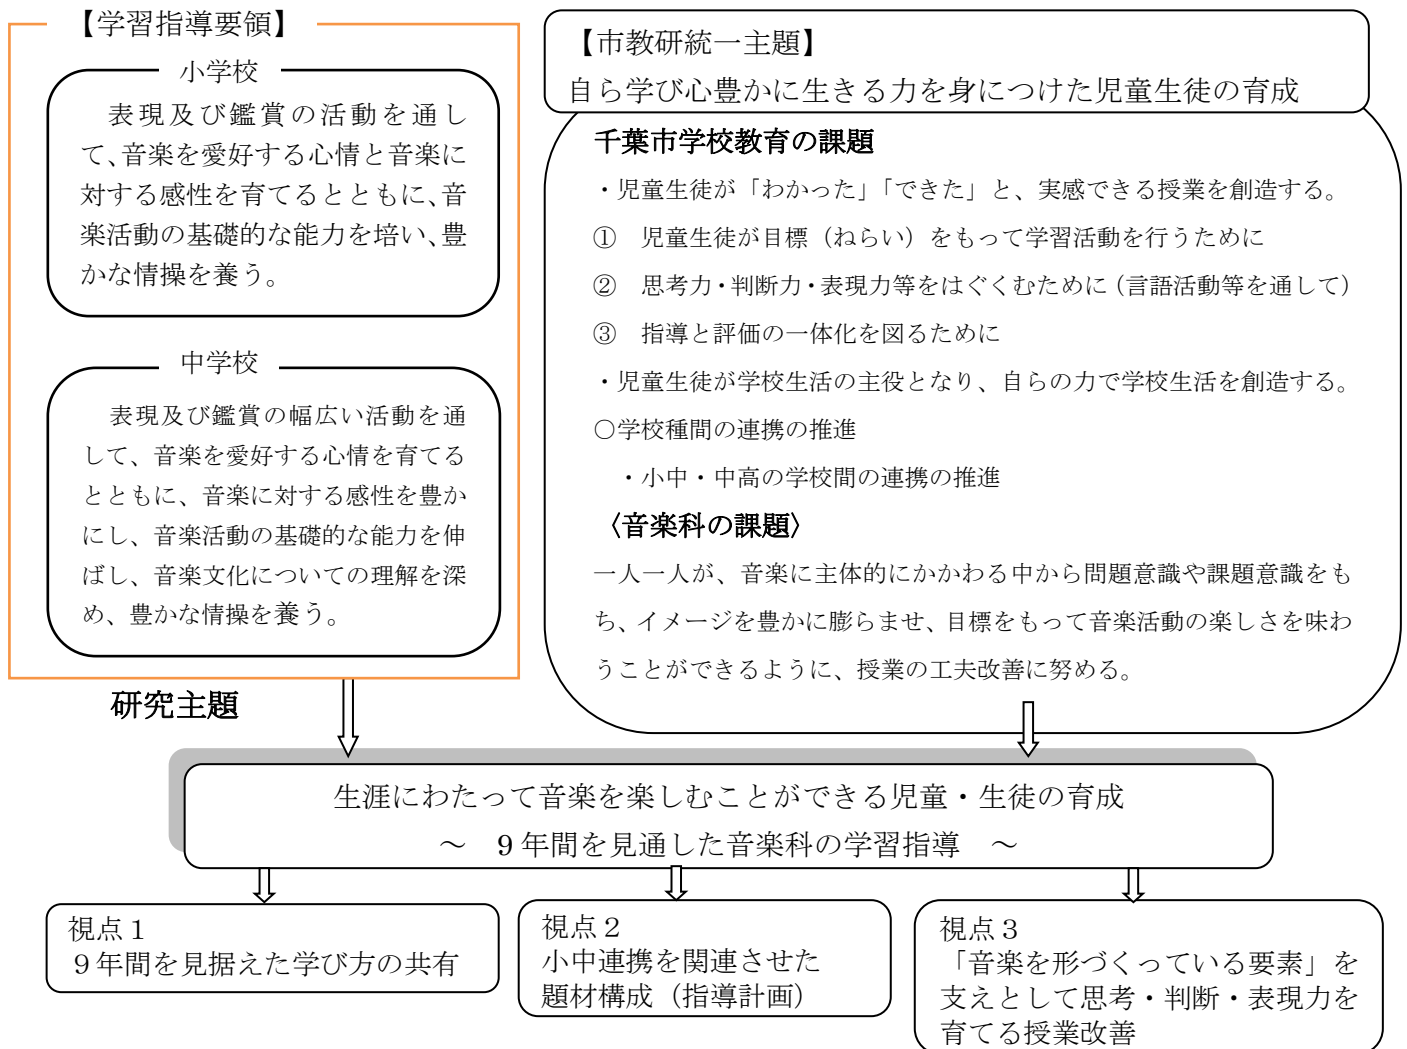 【学習指導要領】
小学校
表現及び鑑賞の活動を通し
て、音楽を愛好する心情と音楽に
対する感性を育てるとともに、音
楽活動の基礎的な能力を培い、豊
かな情操を養う。
中学校
表現及び鑑賞の幅広い活動を通
して、音楽を愛好する心情を育てる
とともに、音楽に対する感性を豊か
にし、音楽活動の基礎的な能力を伸
ばし、音楽文化についての理解を深
め、豊かな情操を養う。
【市教研統一主題】
自ら学び心豊かに生きる力を身につけた児童生徒の育成
千葉市学校教育の課題
・児童生徒が「わかった」「できた」と、実感できる授業を創造する。
① 児童生徒が目標（ねらい）をもって学習活動を行うために
② 思考力・判断力・表現力等をはぐくむために（言語活動等を通して）
③ 指導と評価の一体化を図るために
・児童生徒が学校生活の主役となり、自らの力で学校生活を創造する。
○学校種間の連携の推進
・小中・中高の学校間の連携の推進
〈音楽科の課題〉
一人一人が、音楽に主体的にかかわる中から問題意識や課題意識をも
ち、イメージを豊かに膨らませ、目標をもって音楽活動の楽しさを味わ
うことができるように、授業の工夫改善に努める。
研究主題
生涯にわたって音楽を楽しむことができる児童・生徒の育成
～ 9年間を見通した音楽科の学習指導 ～
視点１
９年間を見据えた学び方の共有
視点２
小中連携を関連させた
題材構成（指導計画）
視点３
「音楽を形づくっている要素」を
支えとして思考・判断・表現力を
育てる授業改善